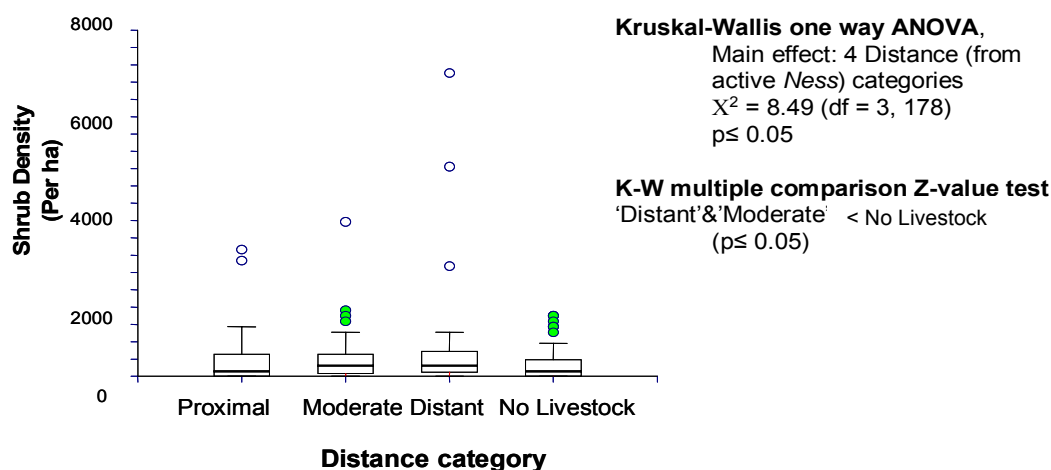 8000
6000
4000
2000
0
Shrub Density
(Per ha)
Proximal Moderate Distant No Livestock
Distance category
Kruskal-Wallis one way ANOVA,
Main effect: 4 Distance (from
active Ness) categories
X² = 8.49 (df = 3, 178)
p≤ 0.05
K-W multiple comparison Z-value test
'Distant'&'Moderate' < No Livestock
(p≤ 0.05)